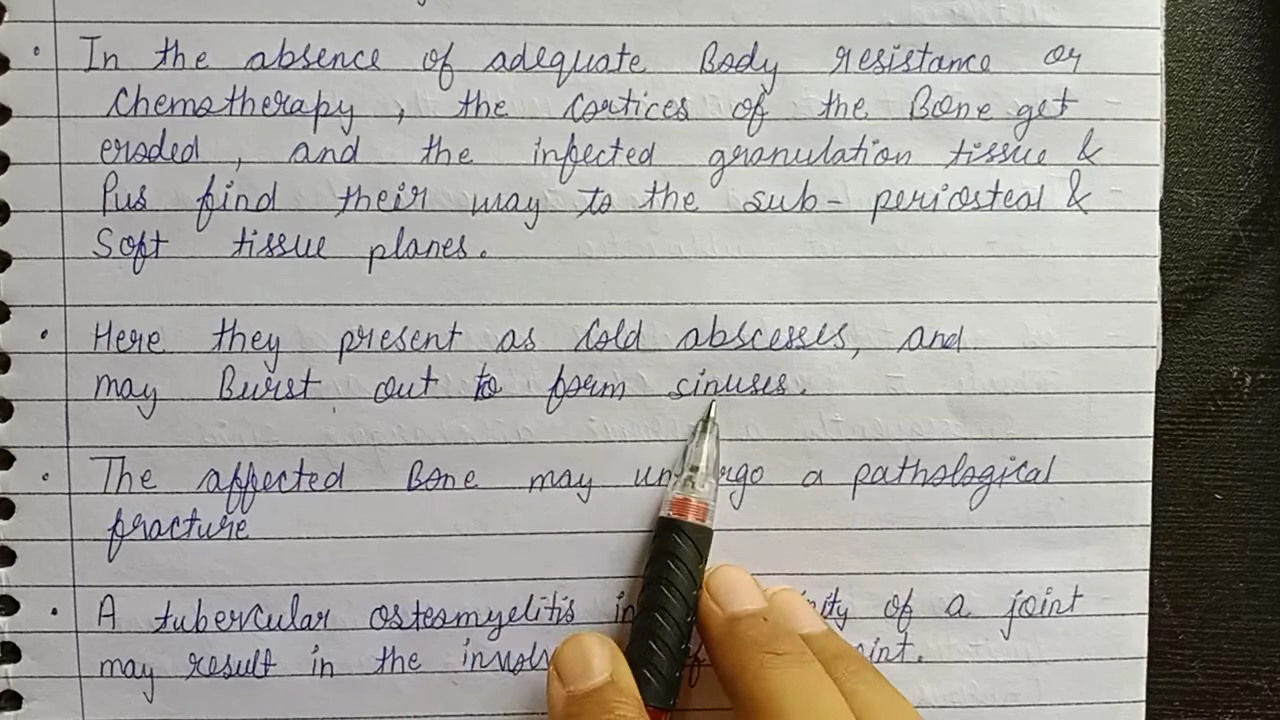 In the absence of adequate Body resistance or
Chemotherapy, the Cortices of the Bone get
eroded, and the infected granulation tissue &
Pus find their way to the sub-periosteal &
Soft tissue planes.
Here they present as Cold abscesses, and
may Burst out to form sinuses.
The affected Bone may a pathological
fracture
A tubercular osteomyelitis of a joint
may result in the